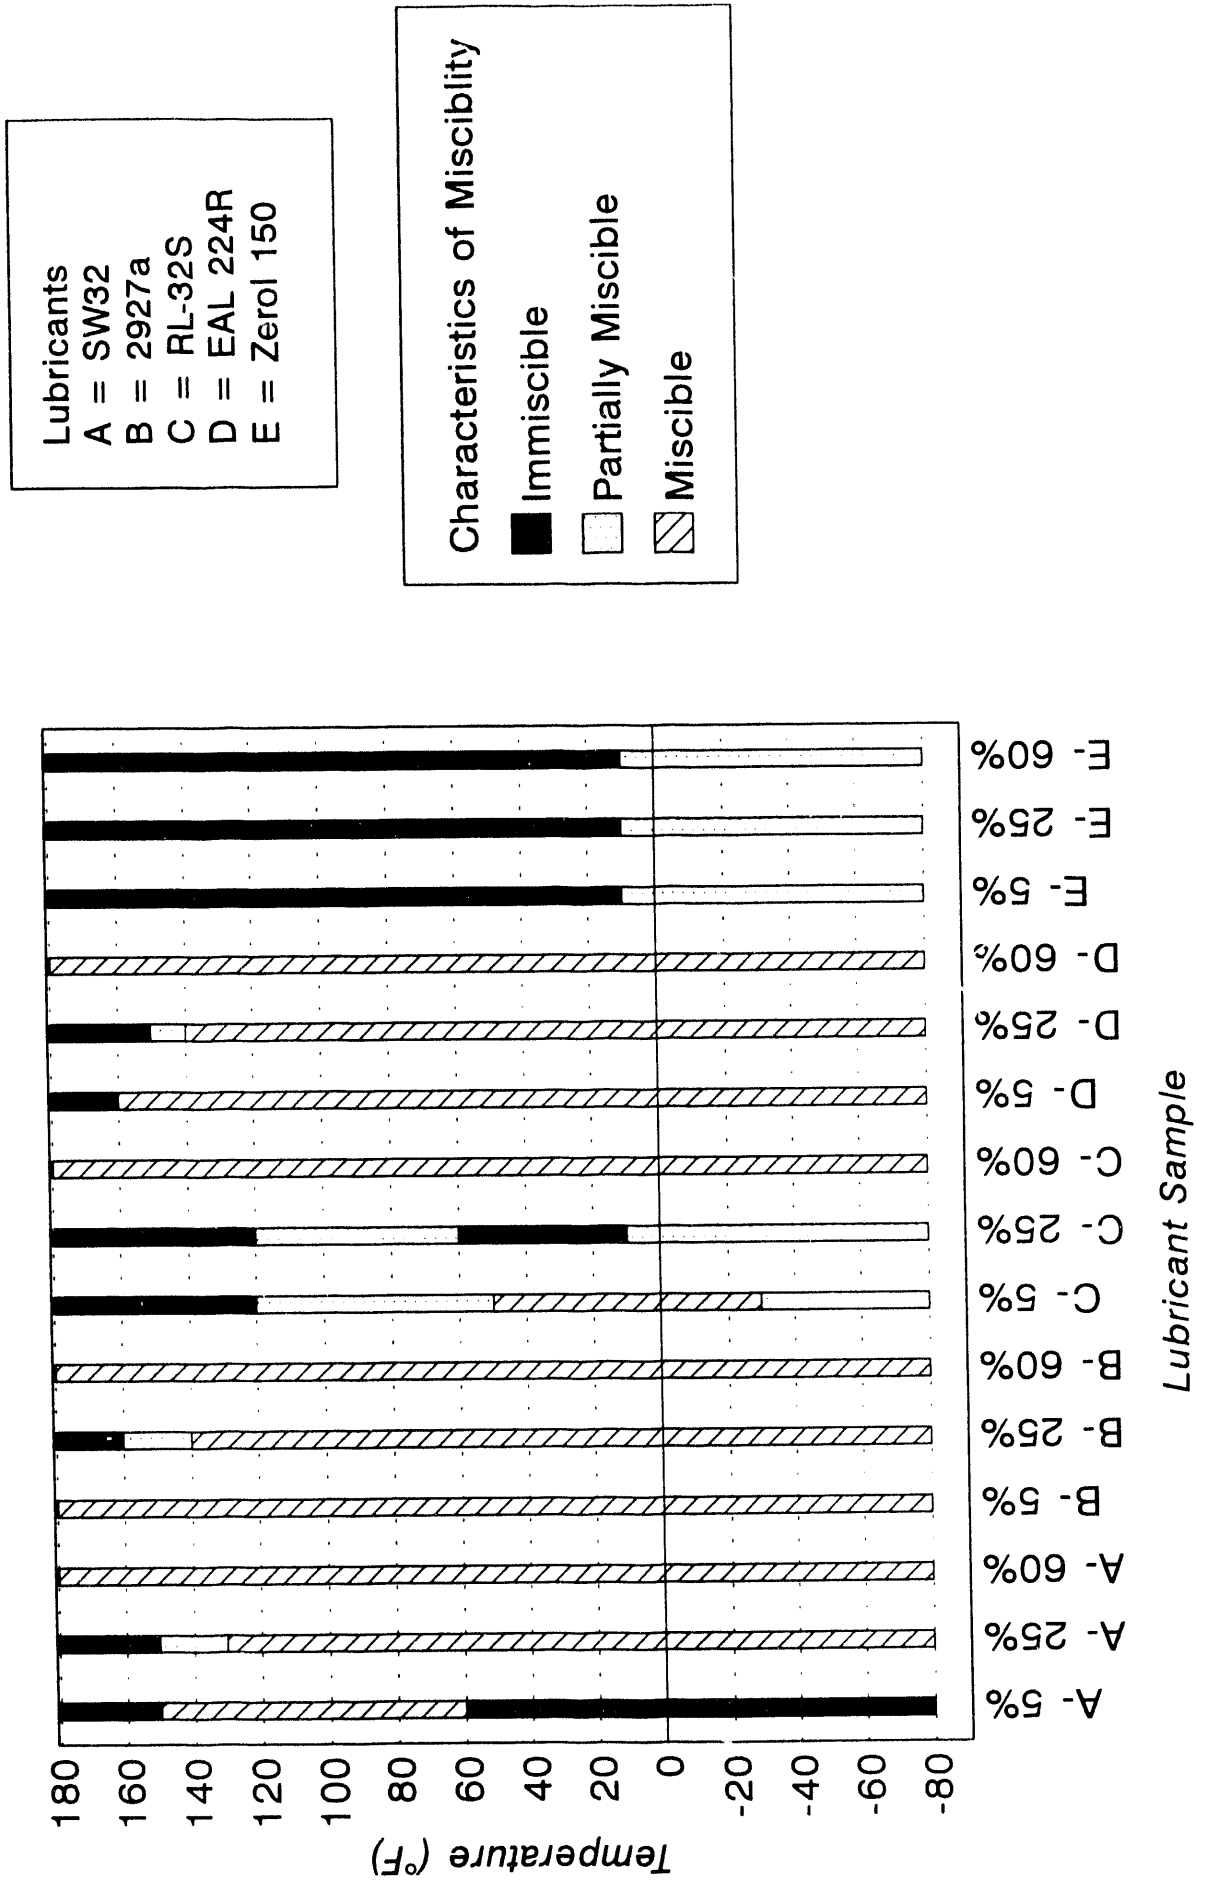 Lubricants
A = SW32
B = 2927a
C = RL-32S
D = EAL 224R
E = Zerol 150
Characteristics of Misciblity
Immiscible
Partially Miscible
Miscible
Temperature (°F)
180
160
140
120
100
80
60
40
20
0
-20
-40
-60
-80
A- 5%
A- 25%
A- 60%
B- 5%
B- 25%
B- 60%
C- 5%
C- 25%
C- 60%
D- 5%
D- 25%
D- 60%
E- 5%
E- 25%
E- 60%
Lubricant Sample